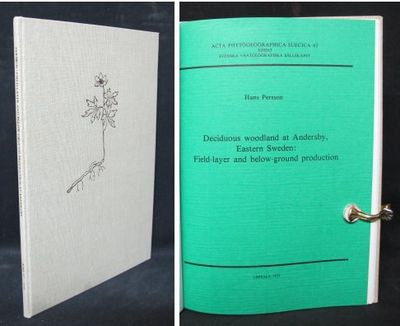 ACTA PHYTOGEOGRAPHICA SUECICA 62
EDIDIT
SVENSKA VÄXTGEOGRAFISKA SÄLLSKAPET
Hans Persson
Deciduous woodland at Andersby,
Eastern Sweden:
Field-layer and below-ground production
UPPSALA 1975